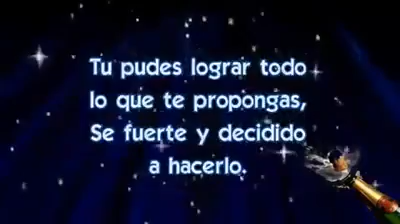 Tu pudes lograr todo
lo que te propongas,
Se fuerte y decidido
a hacerlo.